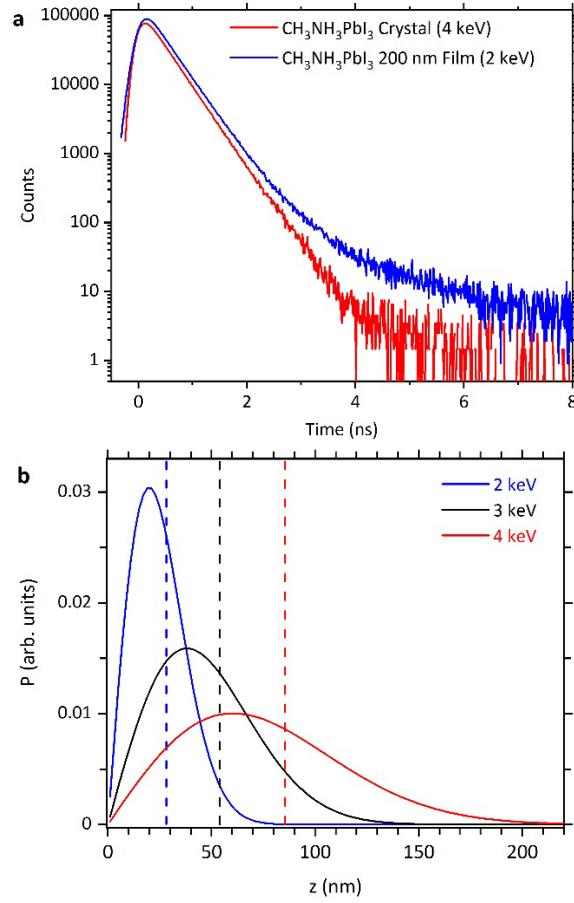 a
CH₃NH₃PbI₃ Crystal (4 keV)
CH₃NH₃PbI₃ 200 nm Film (2 keV)
100000
10000
1000
100
10
1
Counts
0 2 4 6 8
Time (ns)
b
2 keV
3 keV
4 keV
0.03
0.02
0.01
0
P (arb. units)
0 50 100 150 200
z (nm)